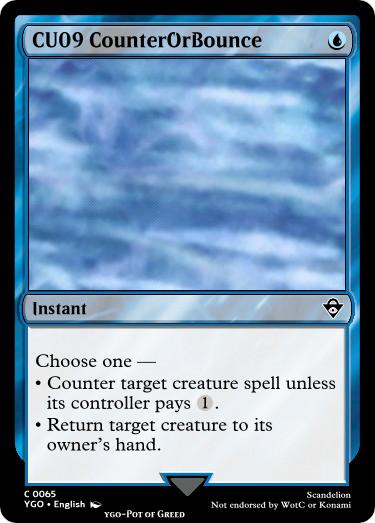 CU09 CounterOrBounce
Instant
Choose one —
• Counter target creature spell unless
its controller pays 1.
• Return target creature to its
owner's hand.
C 0065
YGO • English
YGO-Pot of Greed
Scandelion
Not endorsed by WotC or Konami